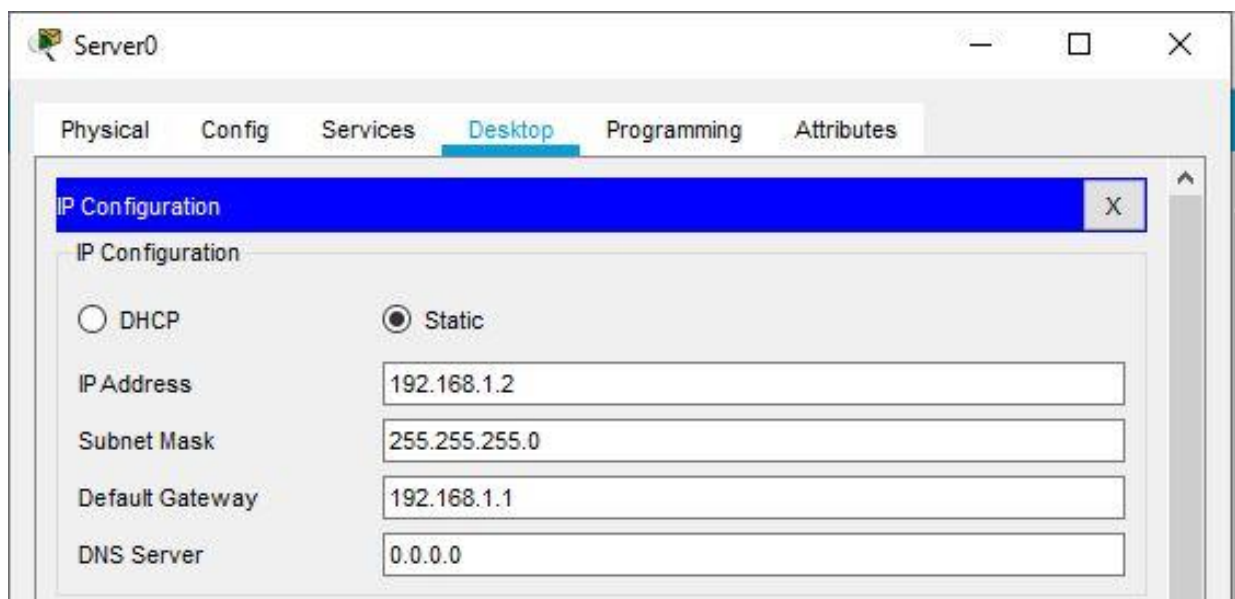 Server0
Physical Config Services Desktop Programming Attributes
IP Configuration X
IP Configuration
DHCP Static
IP Address 192.168.1.2
Subnet Mask 255.255.255.0
Default Gateway 192.168.1.1
DNS Server 0.0.0.0